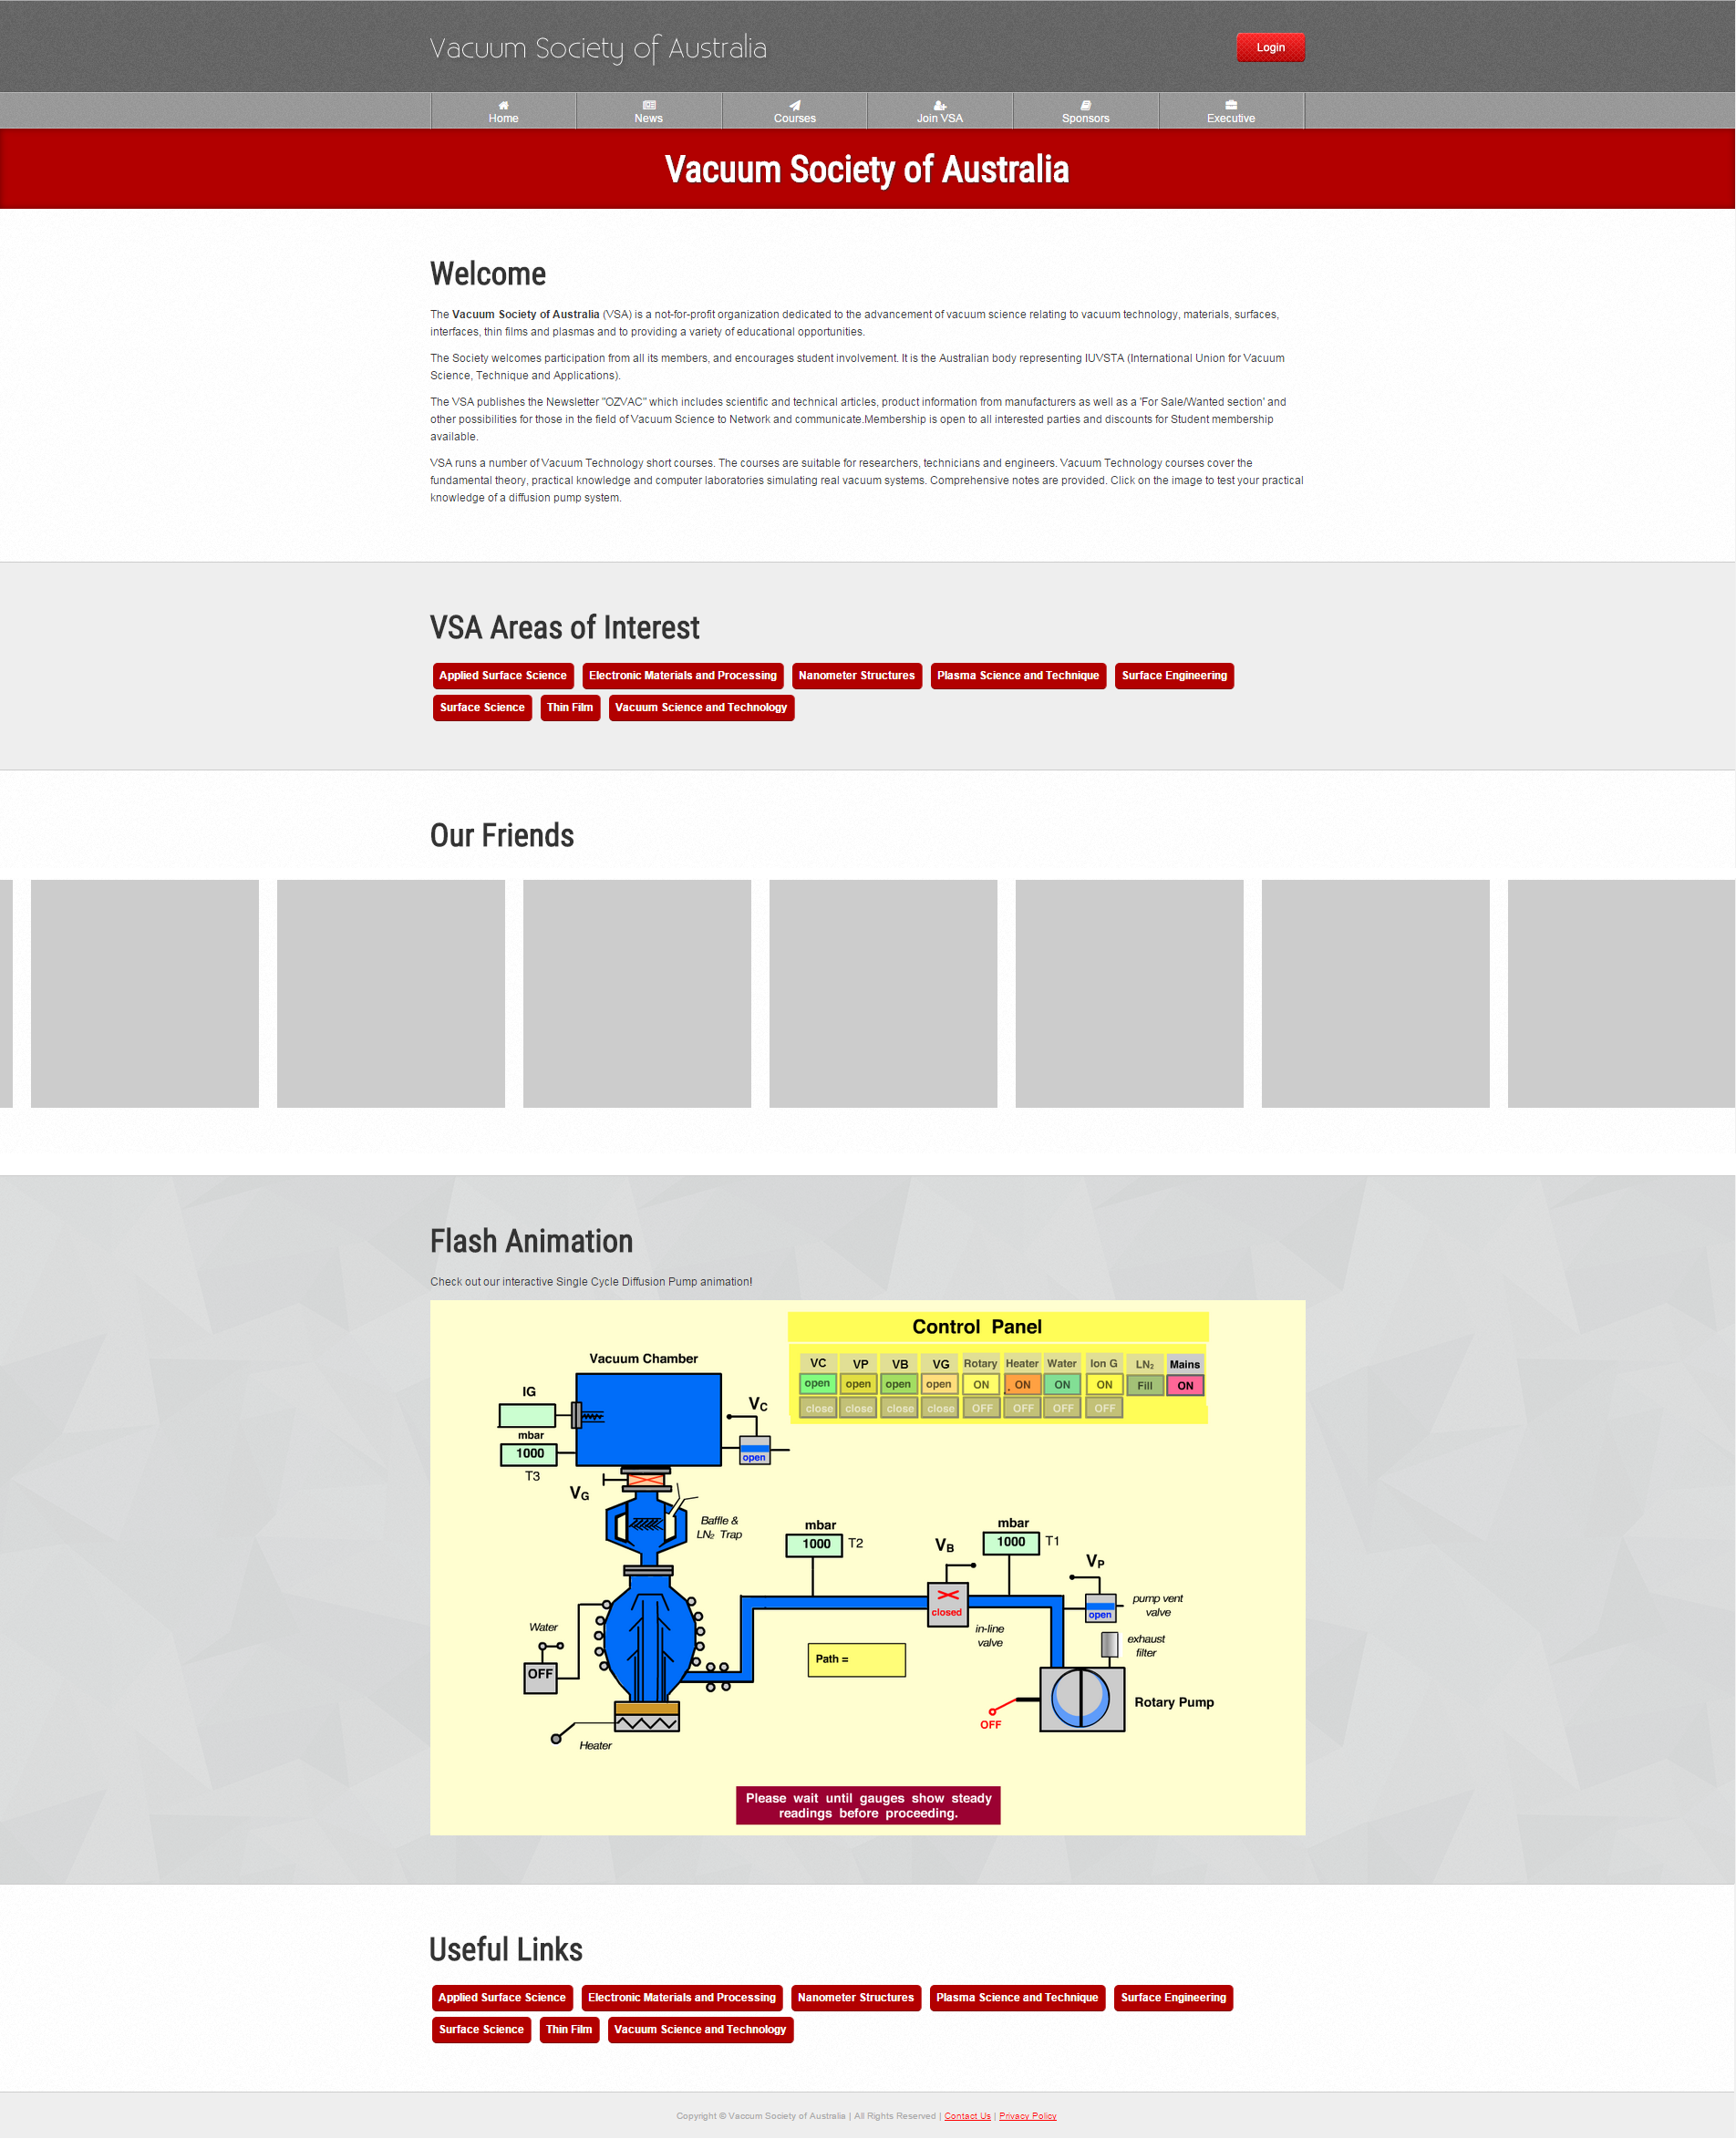 Vacuum Society of Australia
Login
Home
News
Courses
Join VSA
Sponsors
Executive
Vacuum Society of Australia
Welcome
The Vacuum Society of Australia (VSA) is a not-for-profit organization dedicated to the advancement of vacuum science relating to vacuum technology, materials, surfaces,
interfaces, thin films and plasmas and to providing a variety of educational opportunities.
The Society welcomes participation from all its members, and encourages student involvement. It is the Australian body representing IUVSTA (International Union for Vacuum
Science, Technique and Applications).
The VSA publishes the Newsletter "OZVAC" which includes scientific and technical articles, product information from manufacturers as well as a 'For Sale/Wanted section' and
other possibilities for those in the field of Vacuum Science to Network and communicate.Membership is open to all interested parties and discounts for Student membership
available.
VSA runs a number of Vacuum Technology short courses. The courses are suitable for researchers, technicians and engineers. Vacuum Technology courses cover the
fundamental theory, practical knowledge and computer laboratories simulating real vacuum systems. Comprehensive notes are provided. Click on the image to test your practical
knowledge of a diffusion pump system.
VSA Areas of Interest
Applied Surface Science Electronic Materials and Processing Nanometer Structures Plasma Science and Technique Surface Engineering
Surface Science Thin Film Vacuum Science and Technology
Our Friends
Flash Animation
Check out our interactive Single Cycle Diffusion Pump animation!
Control Panel
VC VP VB VG Rotary Heater Water Ion G LN₂ Mains
open open open open ON ON ON ON Fill ON
close close close close OFF OFF OFF OFF
Vacuum Chamber
IG
mbar
1000
T3
VC
open
VG
Baffle &
LN₂ Trap
mbar
1000 T2
VB
closed
in-line
valve
mbar
1000 T1
VP
open
pump vent
valve
exhaust
filter
Water
OFF
Path =
Rotary Pump
OFF
Heater
Please wait until gauges show steady
readings before proceeding.
Useful Links
Applied Surface Science Electronic Materials and Processing Nanometer Structures Plasma Science and Technique Surface Engineering
Surface Science Thin Film Vacuum Science and Technology
Copyright © Vaccum Society of Australia | All Rights Reserved | Contact Us | Privacy Policy